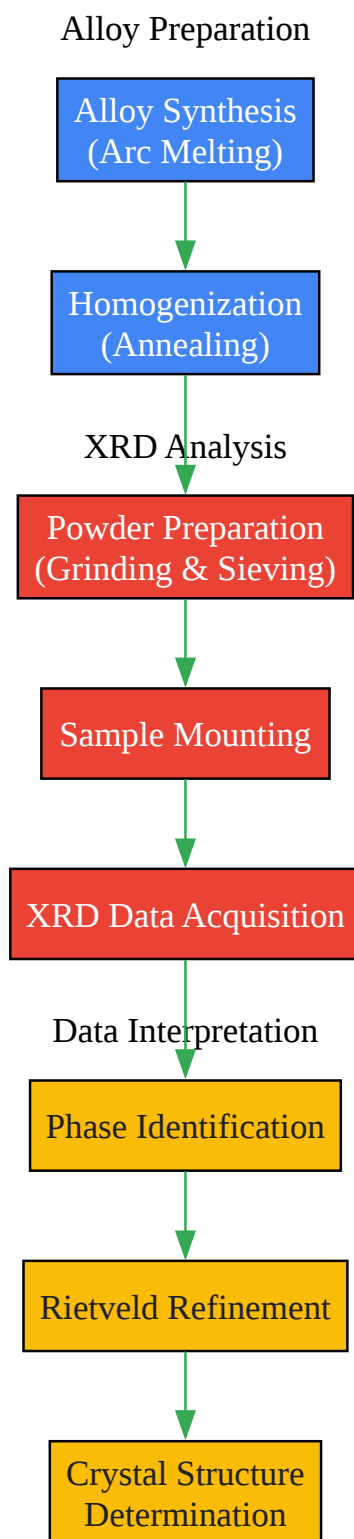 Alloy Preparation
Alloy Synthesis
(Arc Melting)
Homogenization
(Annealing)
XRD Analysis
Powder Preparation
(Grinding & Sieving)
Sample Mounting
XRD Data Acquisition
Data Interpretation
Phase Identification
Rietveld Refinement
Crystal Structure
Determination